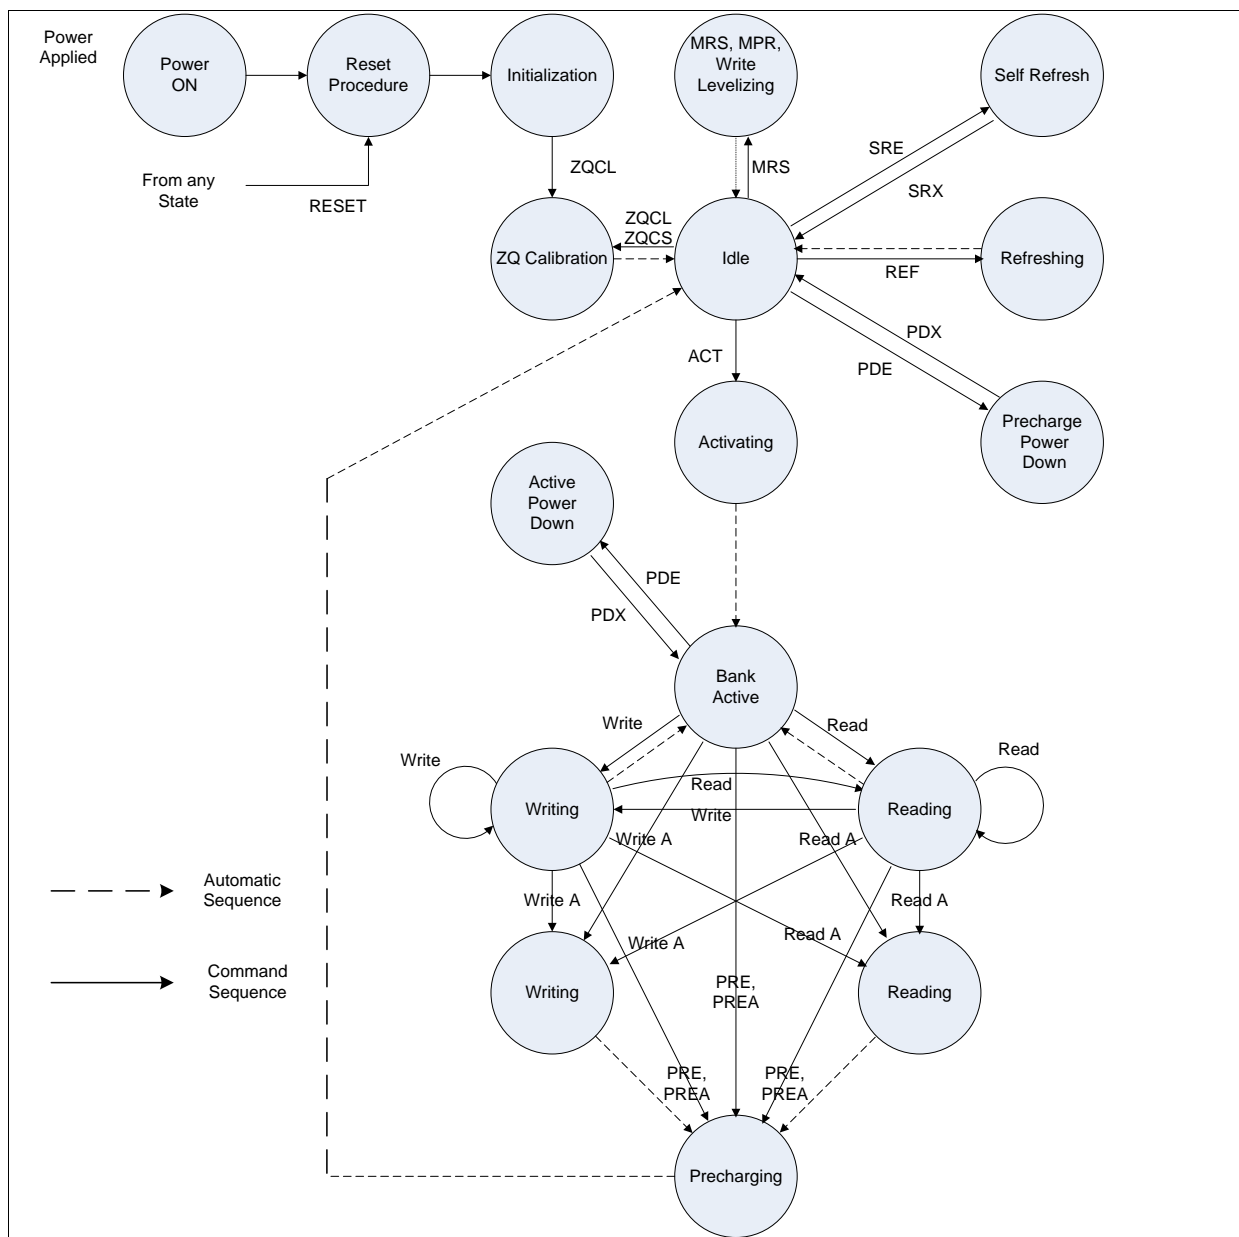 Power
Applied
Power
ON
Reset
Procedure
Initialization
MRS, MPR,
Write
Levelizing
Self Refresh
From any
State
RESET
ZQCL
MRS
SRE
SRX
ZQCL
ZQCS
ZQ Calibration
Idle
REF
Refreshing
PDX
PDE
ACT
Activating
Precharge
Power
Down
Active
Power
Down
PDE
PDX
Bank
Active
Write
Read
Write
Read
Writing
Read
Write
Reading
Write A
Read A
Automatic
Sequence
Write A
Read A
Write A
Read A
Command
Sequence
Writing
PRE,
PREA
Reading
PRE,
PREA
PRE,
PREA
Precharging